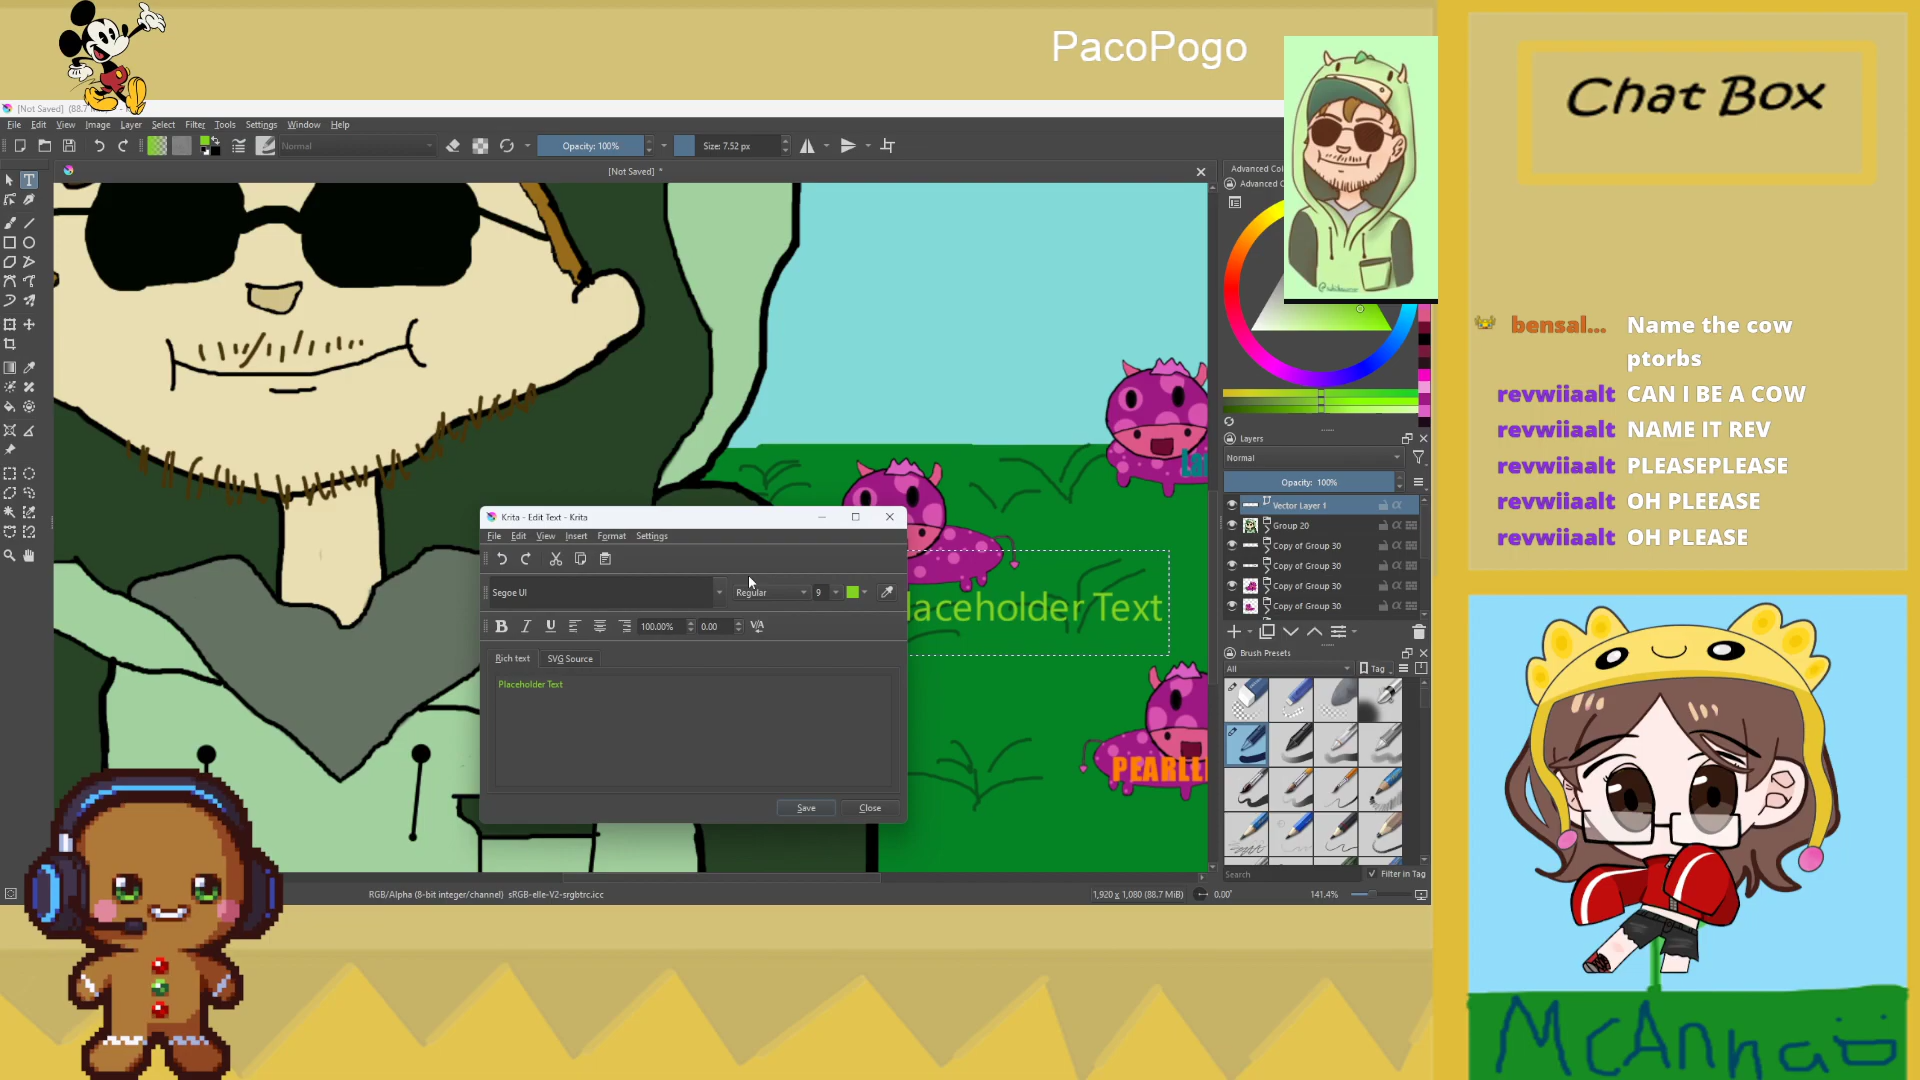 PacoPogo
Chat Box
[Not Saved] (88.7
File Edit View Image Layer Select Filter Tools Settings Window Help
Normal
Opacity: 100%
Size: 7.52 px
[Not Saved] *
Advanced Co
Advanced C
Layers
Normal
Opacity: 100%
Vector Layer 1
Group 20
Copy of Group 30
Copy of Group 30
Copy of Group 30
Copy of Group 30
Brush Presets
All
Tag
Search
Filter in Tag
Krita - Edit Text - Krita
File Edit View Insert Format Settings
Segoe UI
Regular
9
B I U
100.00%
0.00
Rich text
SVG Source
Placeholder Text
Save
Close
laceholder Text
PEARLE
RGB/Alpha (8-bit integer/channel) sRGB-elle-V2-srgbtrc.icc
1,920 x 1,080 (88.7 MiB)
0.00°
141.4%
bensal... Name the cow
ptorbs
revwiiaalt CAN I BE A COW
revwiiaalt NAME IT REV
revwiiaalt PLEASEPLEASE
revwiiaalt OH PLEEASE
revwiiaalt OH PLEASE
McAnna